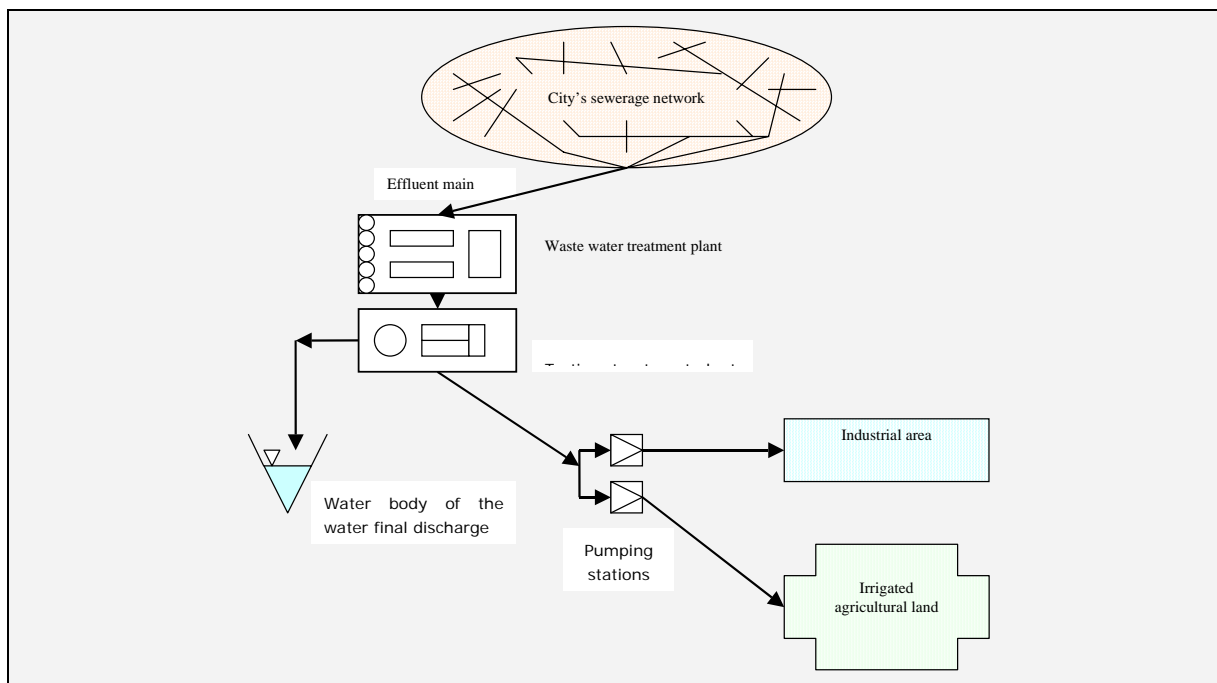 City's sewerage network
Effluent main
Waste water treatment plant
Water body of the
water final discharge
Pumping
stations
Industrial area
Irrigated
agricultural land